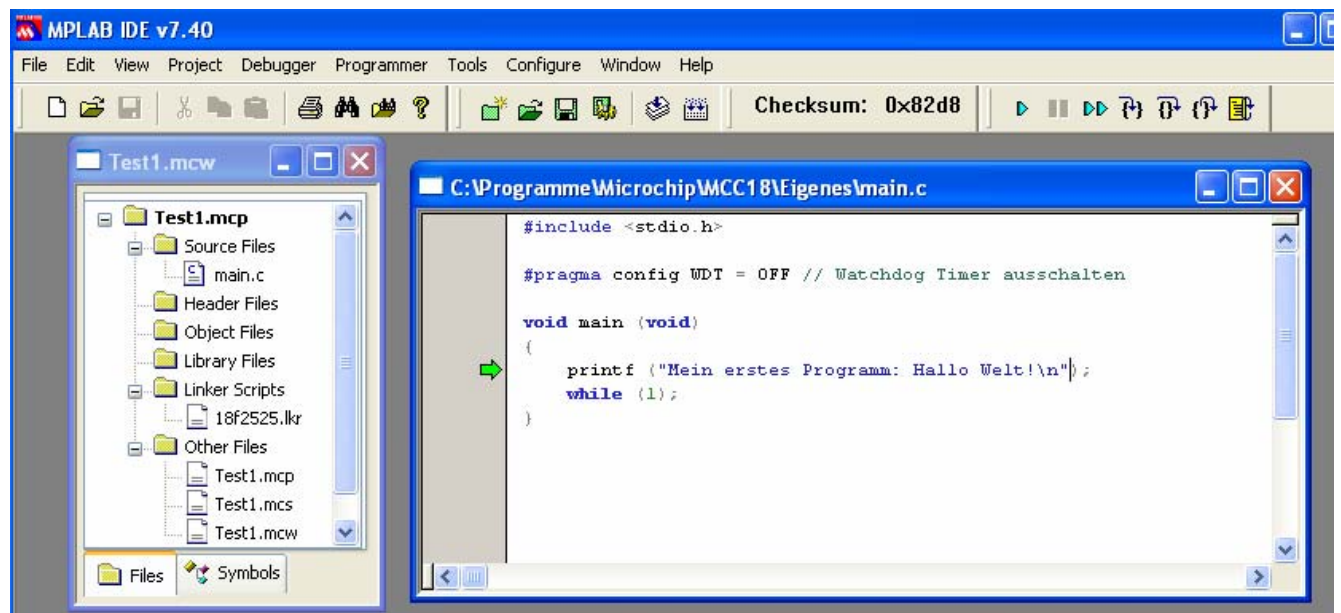 MPLAB IDE v7.40
File Edit View Project Debugger Programmer Tools Configure Window Help
Checksum: 0x82d8
Test1.mcw
Test1.mcp
Source Files
main.c
Header Files
Object Files
Library Files
Linker Scripts
18f2525.lkr
Other Files
Test1.mcp
Test1.mcs
Test1.mcw
Files Symbols
C:\Programme\Microchip\MCC18\Eigenes\main.c
#include <stdio.h>
#pragma config WDT = OFF // Watchdog Timer ausschalten
void main (void)
{
printf ("Mein erstes Programm: Hallo Welt!\n");
while (1);
}